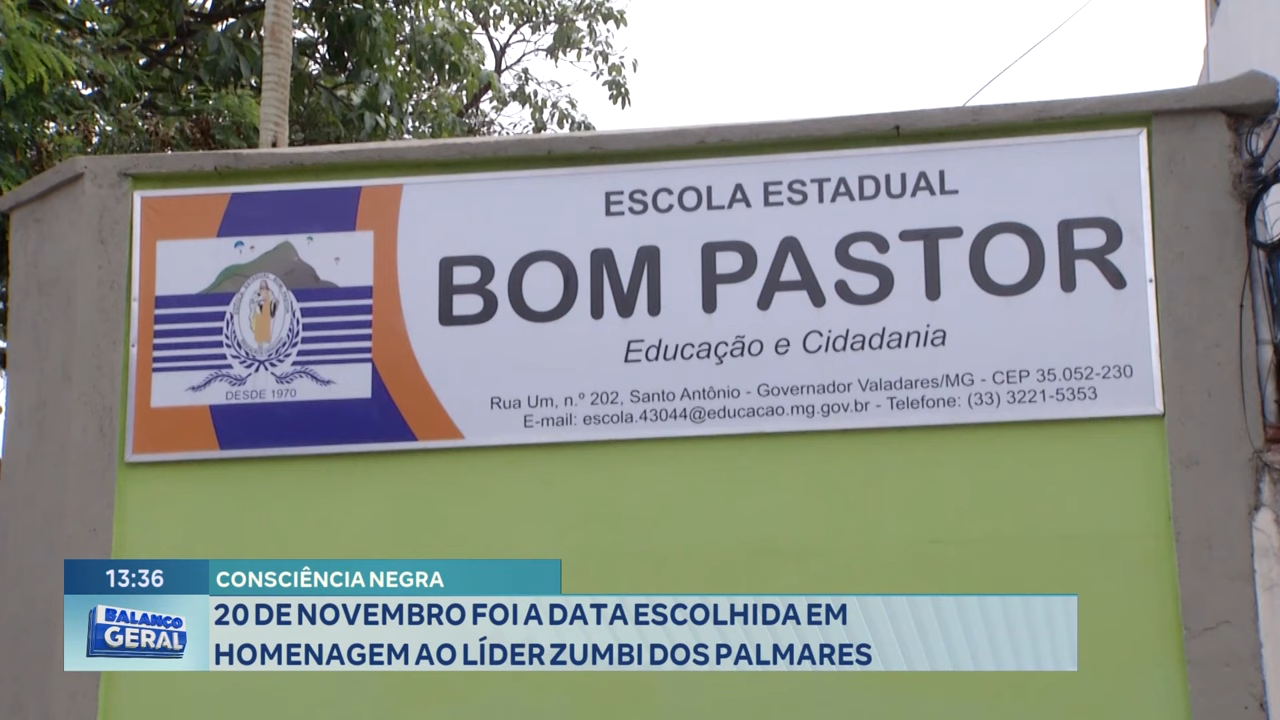 ESCOLA ESTADUAL
BOM PASTOR
Educação e Cidadania
Rua Um, n.º 202, Santo Antônio - Governador Valadares/MG - CEP 35.052-230
E-mail: escola.43044@educacao.mg.gov.br - Telefone: (33) 3221-5353
DESDE 1970
13:36
CONSCIÊNCIA NEGRA
BALANÇO
GERAL
20 DE NOVEMBRO FOI A DATA ESCOLHIDA EM
HOMENAGEM AO LÍDER ZUMBI DOS PALMARES